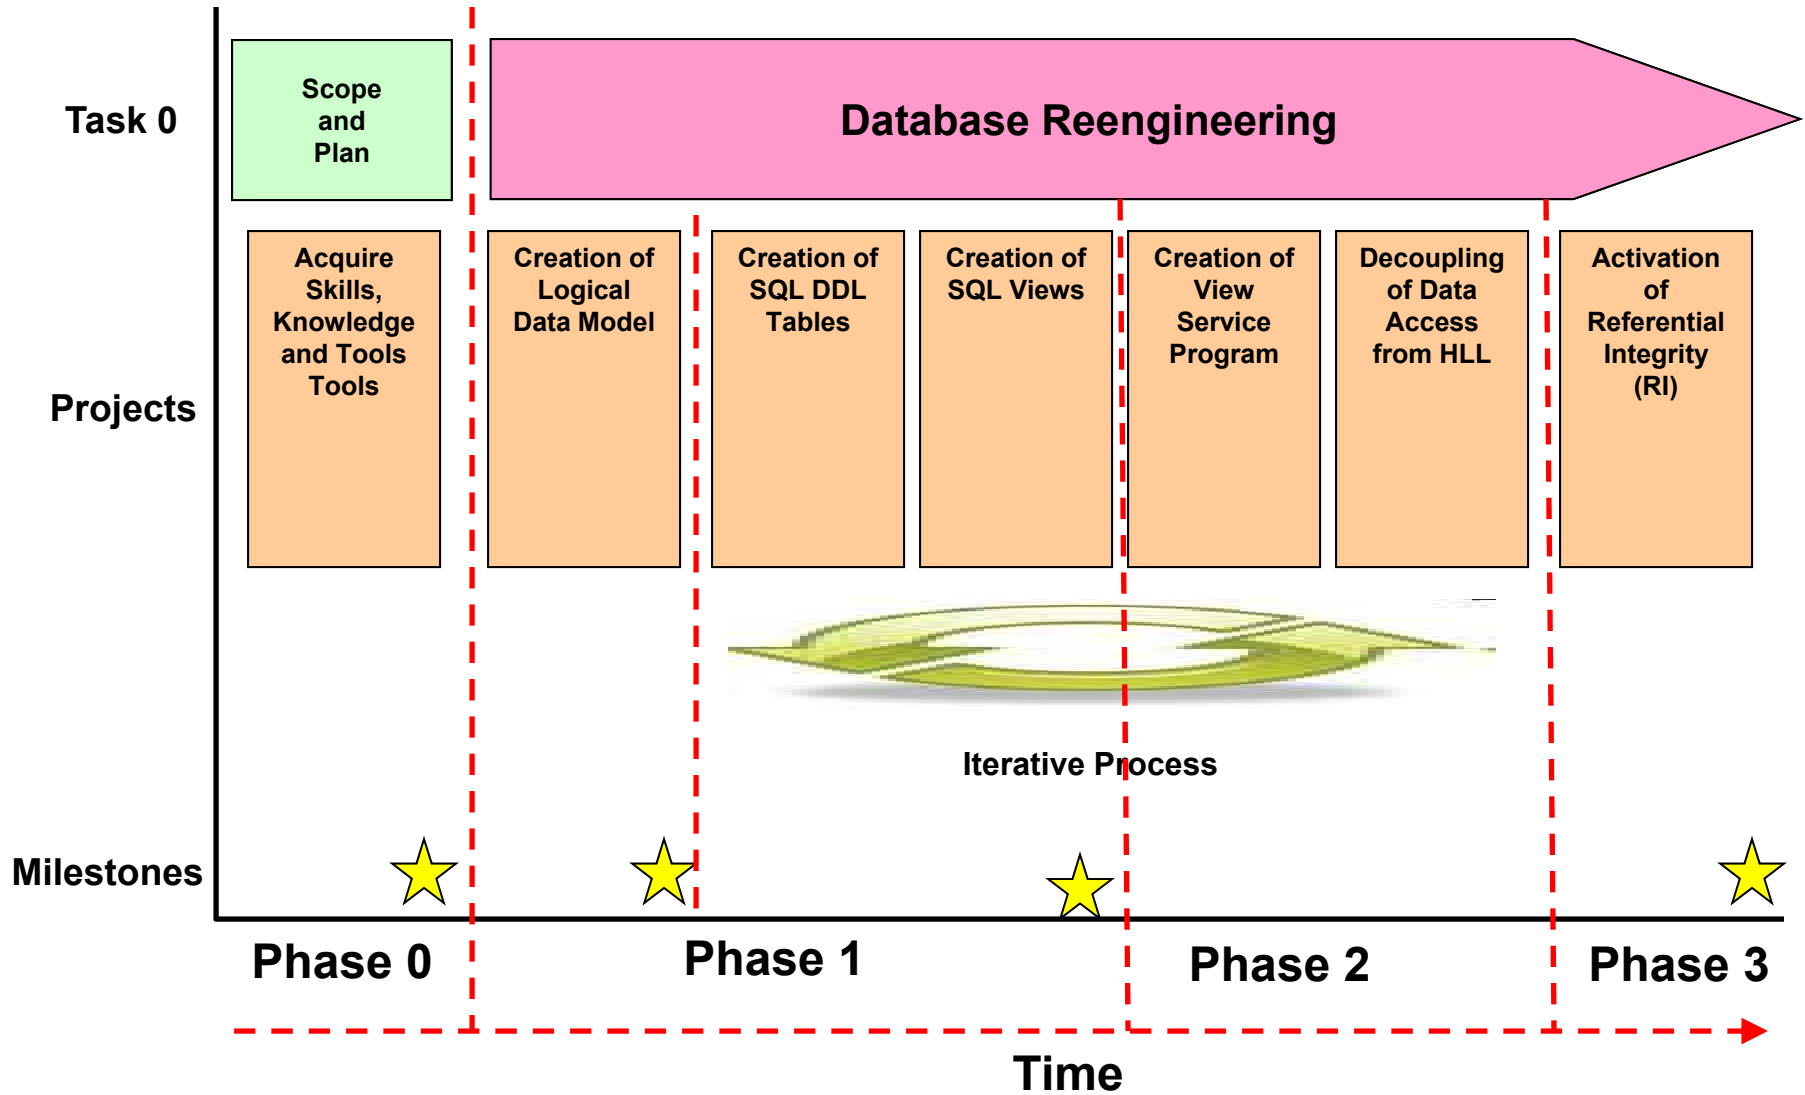 Task 0
Scope
and
Plan
Database Reengineering
Projects
Acquire
Skills,
Knowledge
and Tools
Tools
Creation of
Logical
Data Model
Creation of
SQL DDL
Tables
Creation of
SQL Views
Creation of
View
Service
Program
Decoupling
of Data
Access
from HLL
Activation
of
Referential
Integrity
(RI)
Iterative Process
Milestones
Phase 0
Phase 1
Phase 2
Phase 3
Time